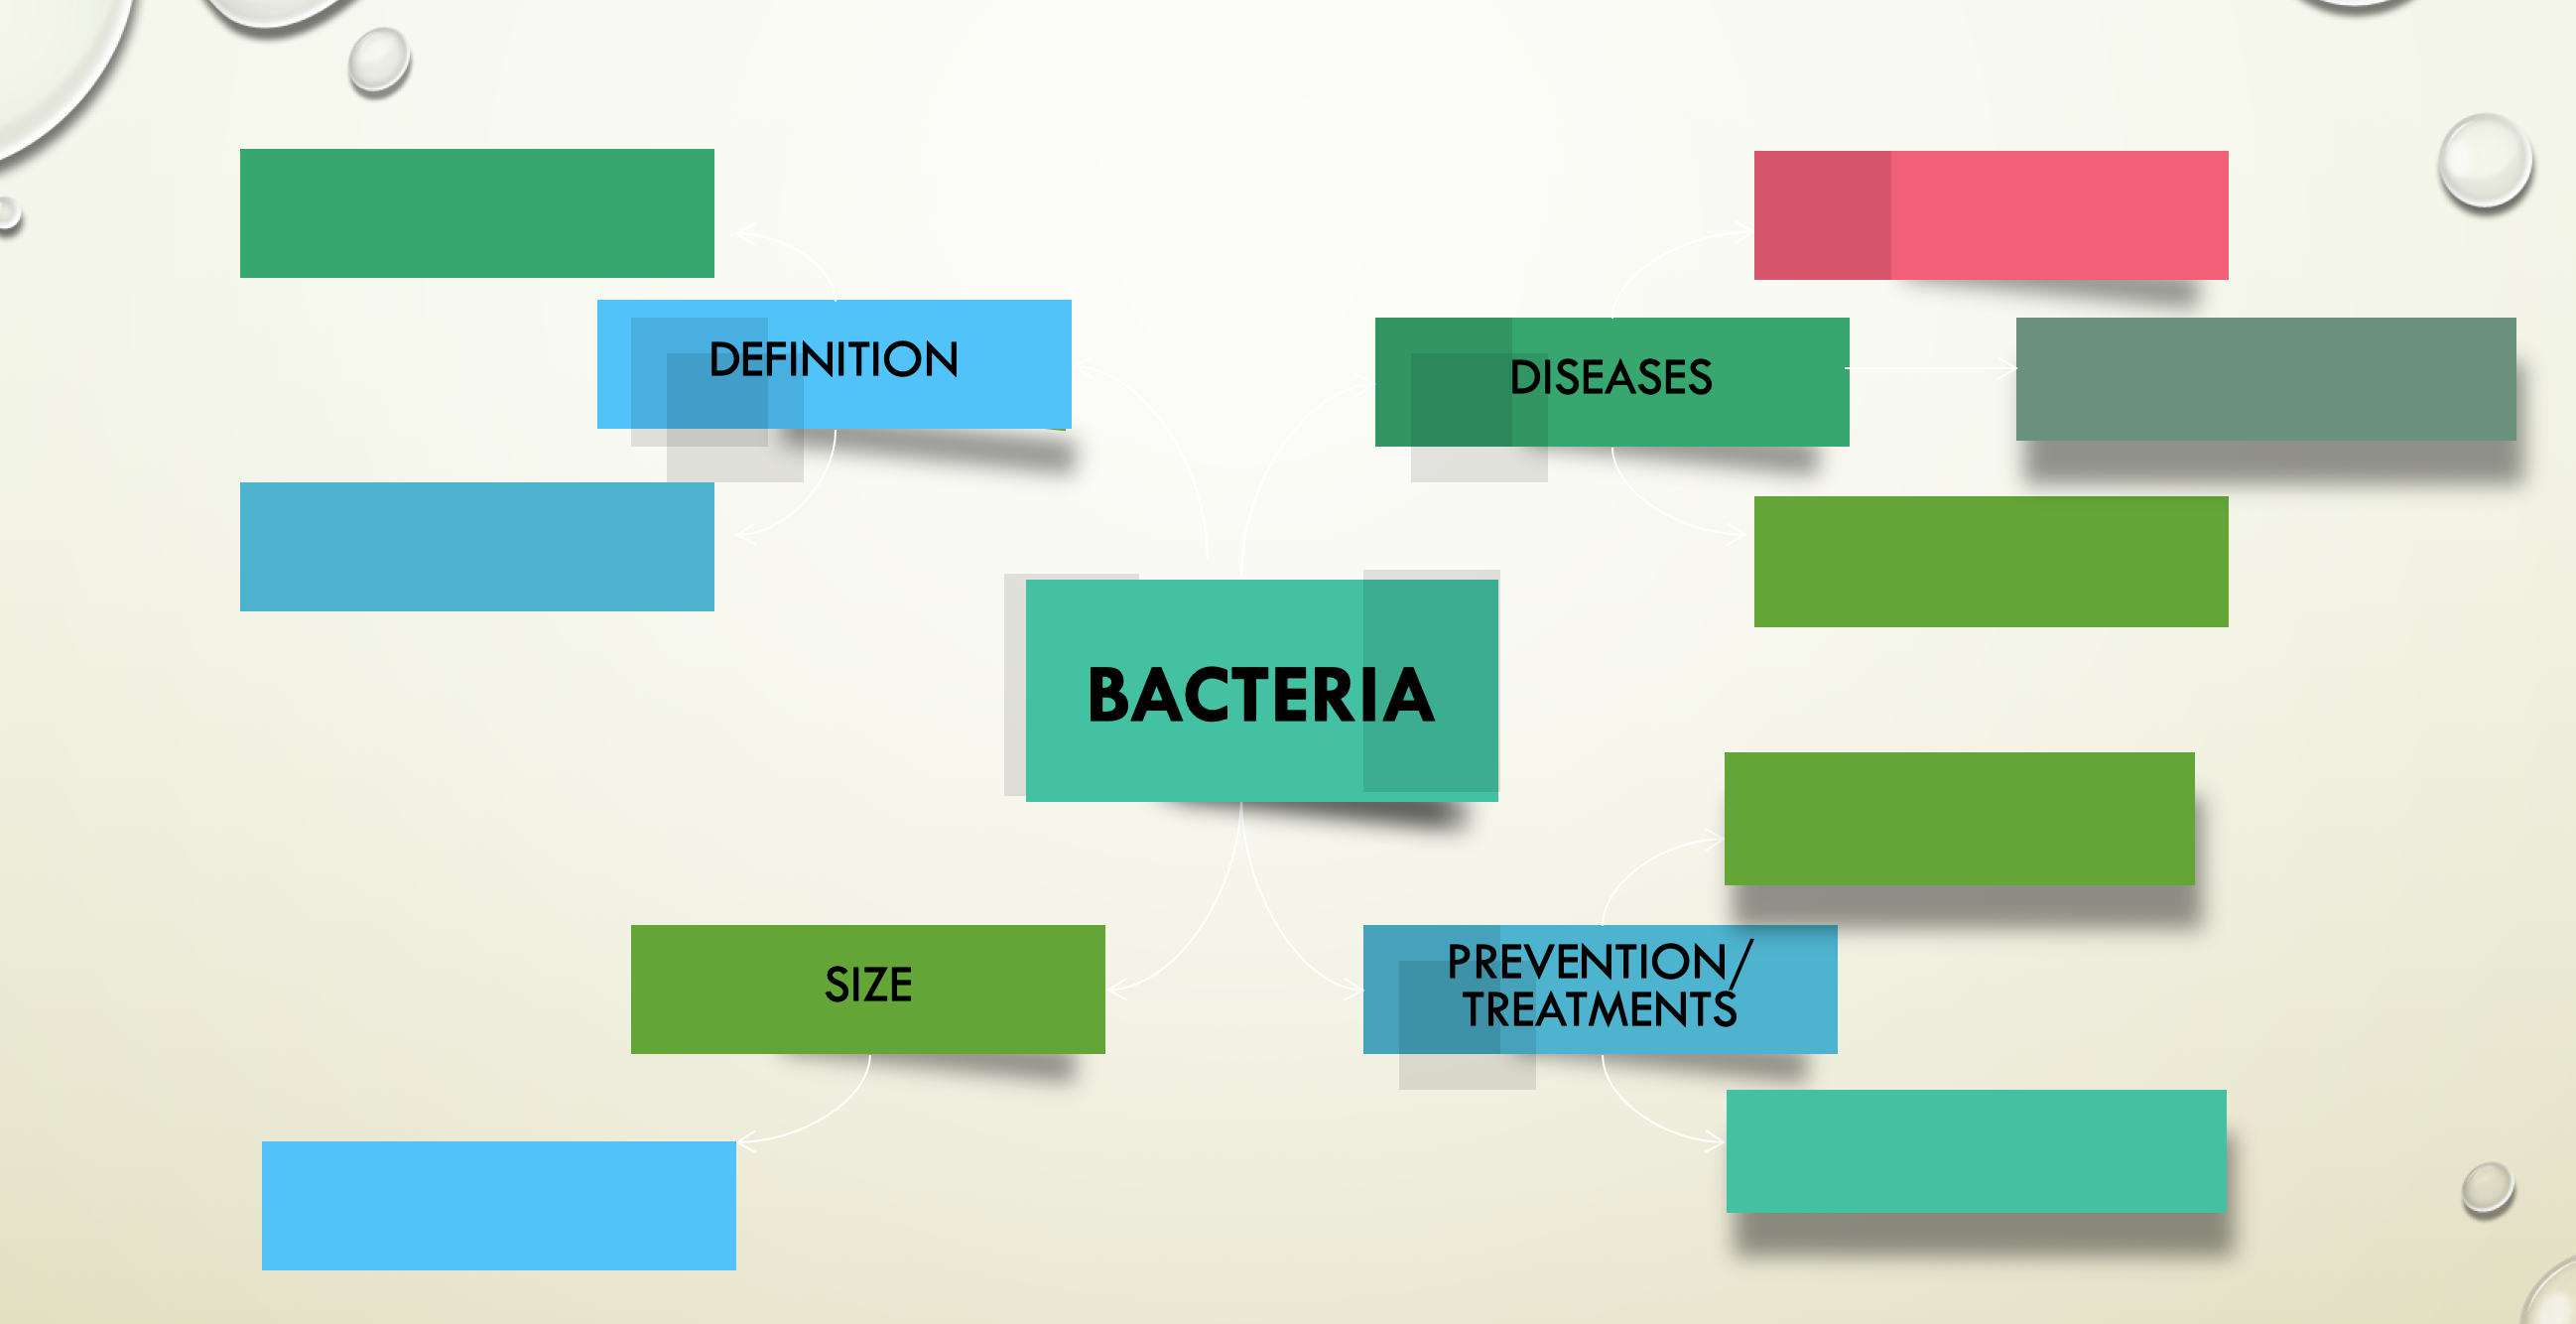 DEFINITION
DISEASES
BACTERIA
SIZE
PREVENTION/
TREATMENTS